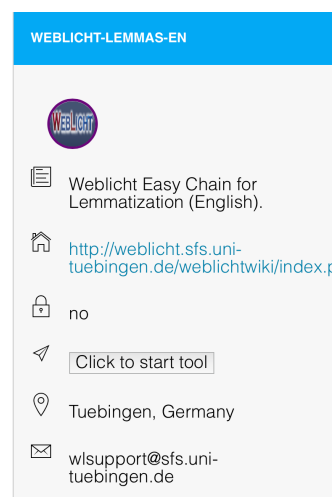 WEBLICHT-LEMMAS-EN
WEBLICHT
Weblicht Easy Chain for
Lemmatization (English).
http://weblicht.sfs.uni-
tuebingen.de/weblichtwiki/index.p
no
Click to start tool
Tuebingen, Germany
wlsupport@sfs.uni-
tuebingen.de